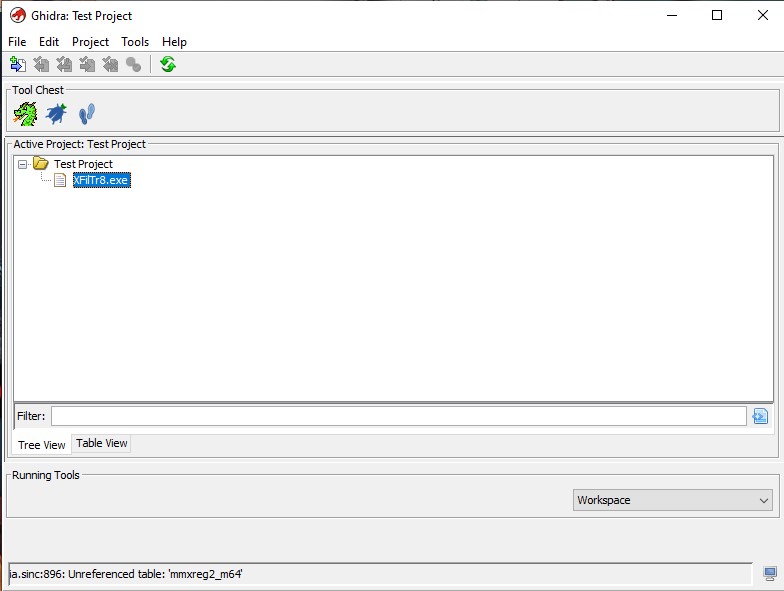 Ghidra: Test Project
File Edit Project Tools Help
Tool Chest
Active Project: Test Project
Test Project
XFilTr8.exe
Filter:
Tree View Table View
Running Tools
Workspace
ia.sinc:896: Unreferenced table: 'mmxreg2_m64'